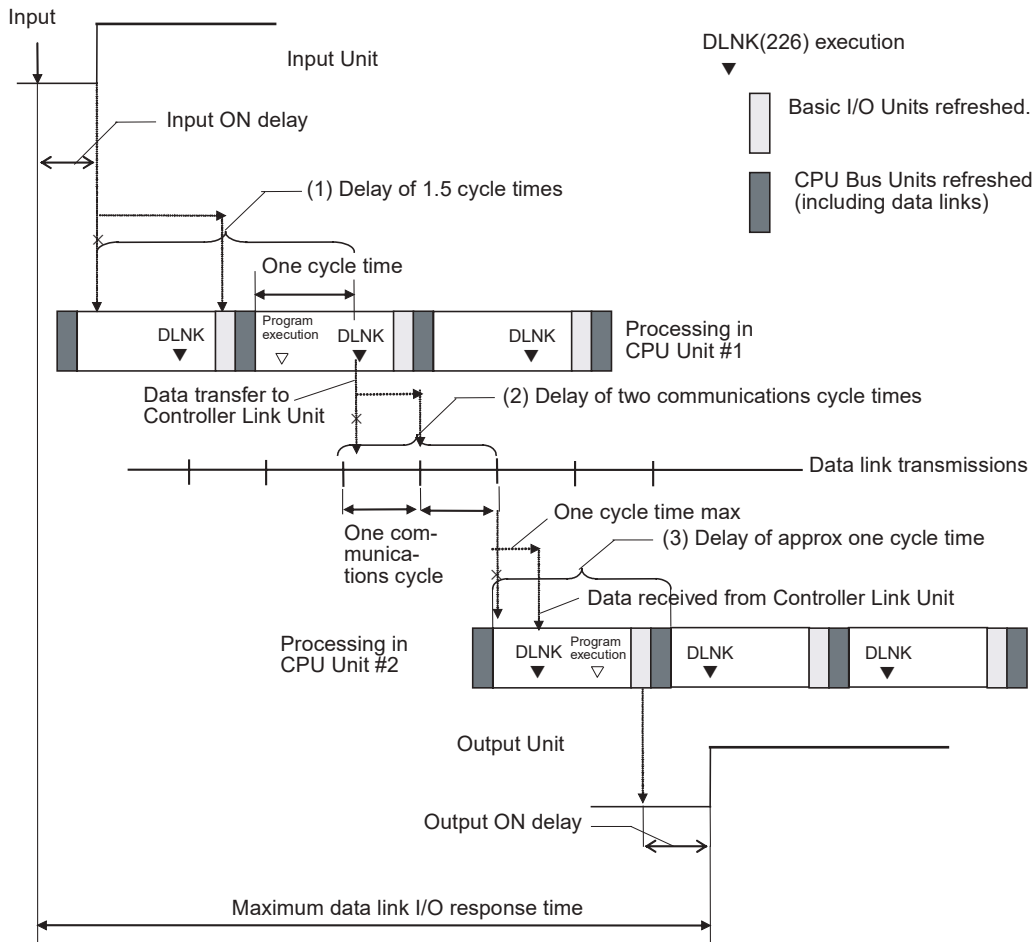 Input
Input Unit
DLNK(226) execution
Basic I/O Units refreshed.
Input ON delay
CPU Bus Units refreshed
(including data links)
(1) Delay of 1.5 cycle times
One cycle time
DLNK
Program
execution
DLNK
DLNK
Processing in
CPU Unit #1
Data transfer to
Controller Link Unit
(2) Delay of two communications cycle times
Data link transmissions
One com-
munica-
tions cycle
One cycle time max
(3) Delay of approx one cycle time
Data received from Controller Link Unit
Processing in
CPU Unit #2
DLNK
Program
execution
DLNK
DLNK
Output Unit
Output ON delay
Maximum data link I/O response time